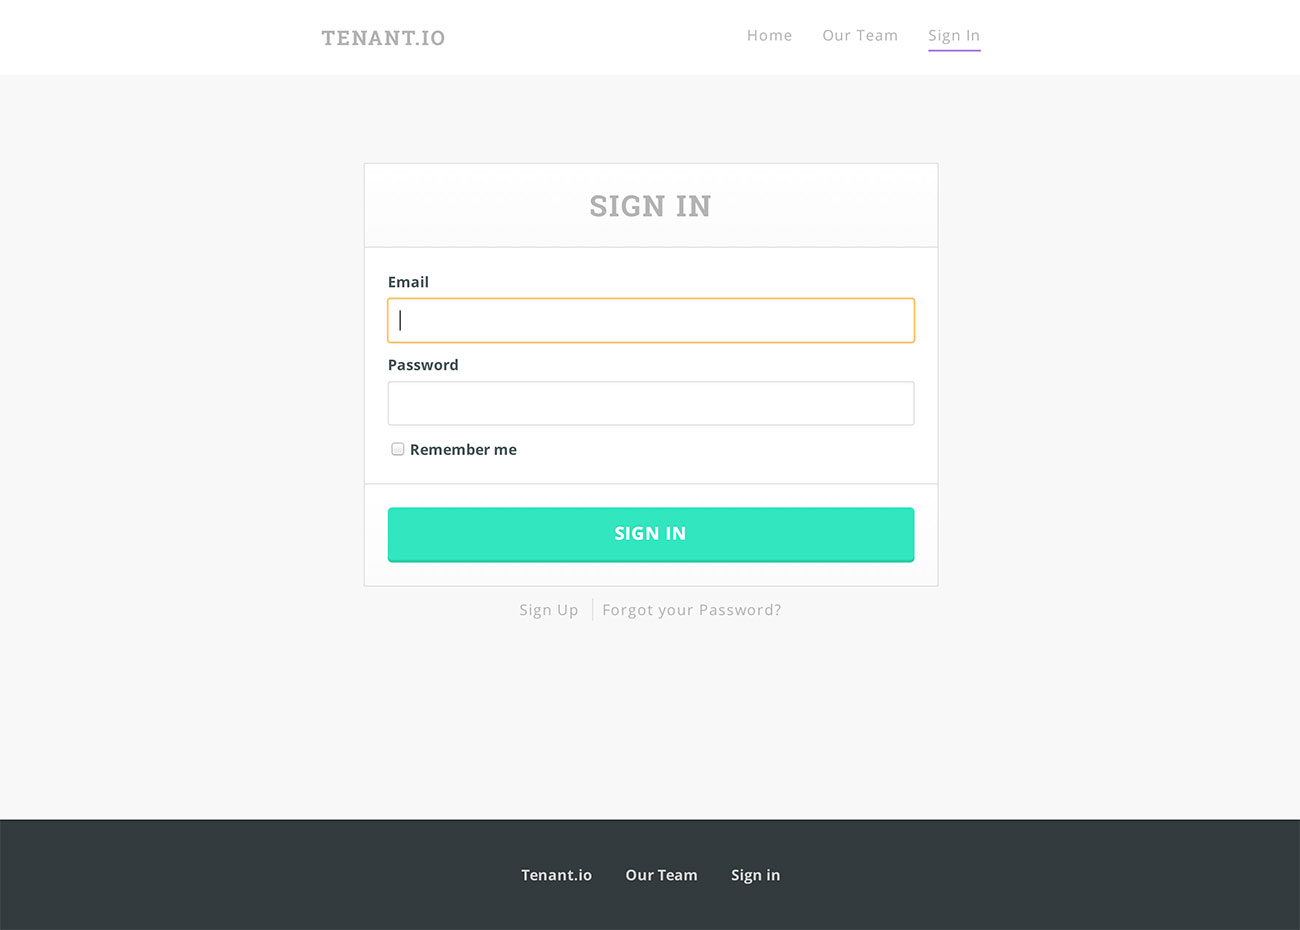 TENANT.IO Home Our Team Sign In
SIGN IN
Email
Password
Remember me
SIGN IN
Sign Up Forgot your Password?
Tenant.io Our Team Sign in